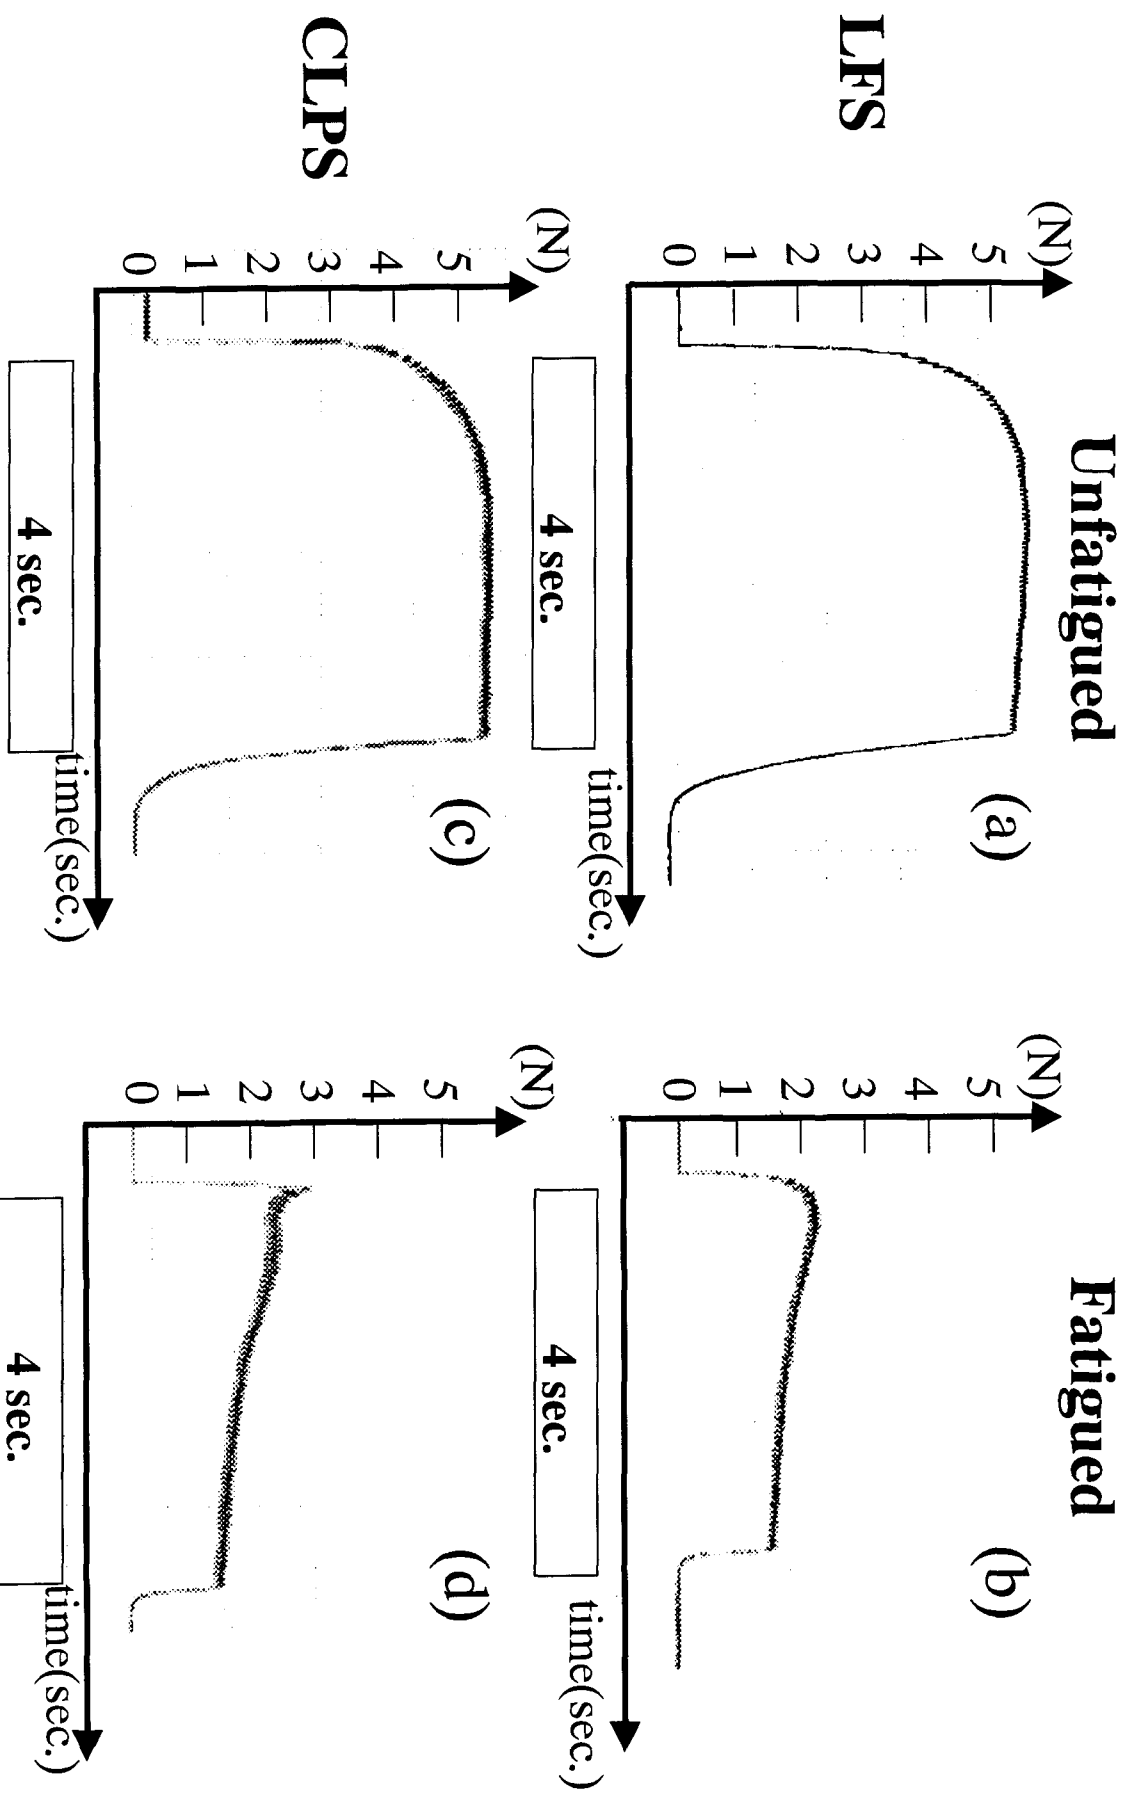 Unfatigued
Fatigued
LFS
(N)
5
4
3
2
1
0
(a)
time(sec.)
4 sec.
(N)
5
4
3
2
1
0
(b)
time(sec.)
4 sec.
CLPS
(N)
5
4
3
2
1
0
(c)
time(sec.)
4 sec.
(N)
5
4
3
2
1
0
(d)
time(sec.)
4 sec.